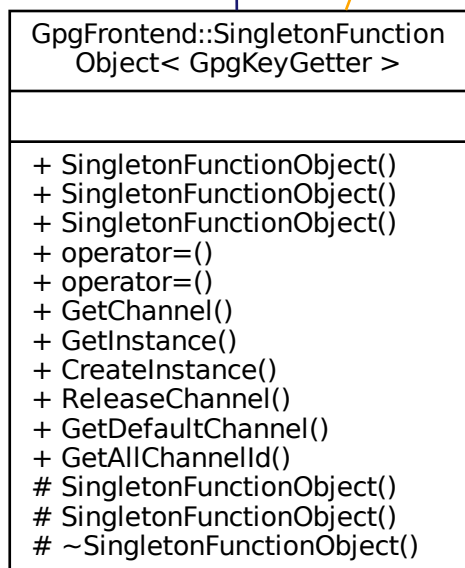 GpgFrontend::SingletonFunction
Object< GpgKeyGetter >
+ SingletonFunctionObject()
+ SingletonFunctionObject()
+ SingletonFunctionObject()
+ operator=()
+ operator=()
+ GetChannel()
+ GetInstance()
+ CreateInstance()
+ ReleaseChannel()
+ GetDefaultChannel()
+ GetAllChannelId()
# SingletonFunctionObject()
# SingletonFunctionObject()
# ~SingletonFunctionObject()